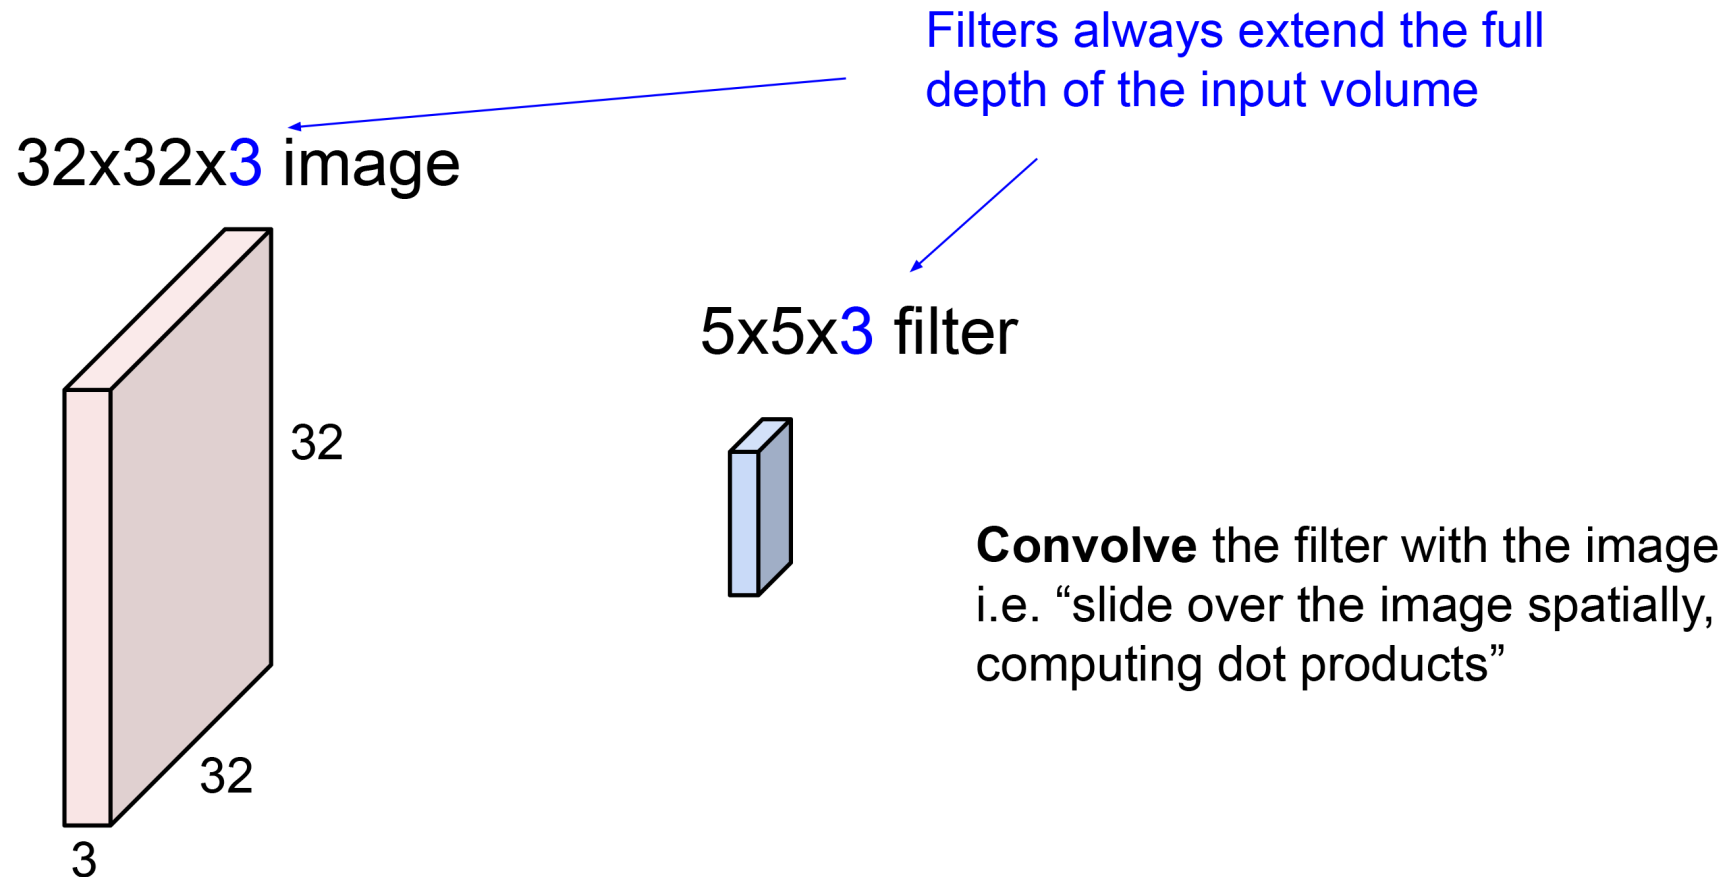 Filters always extend the full
depth of the input volume
32x32x3 image
5x5x3 filter
32
32
3
Convolve the filter with the image
i.e. “slide over the image spatially,
computing dot products”